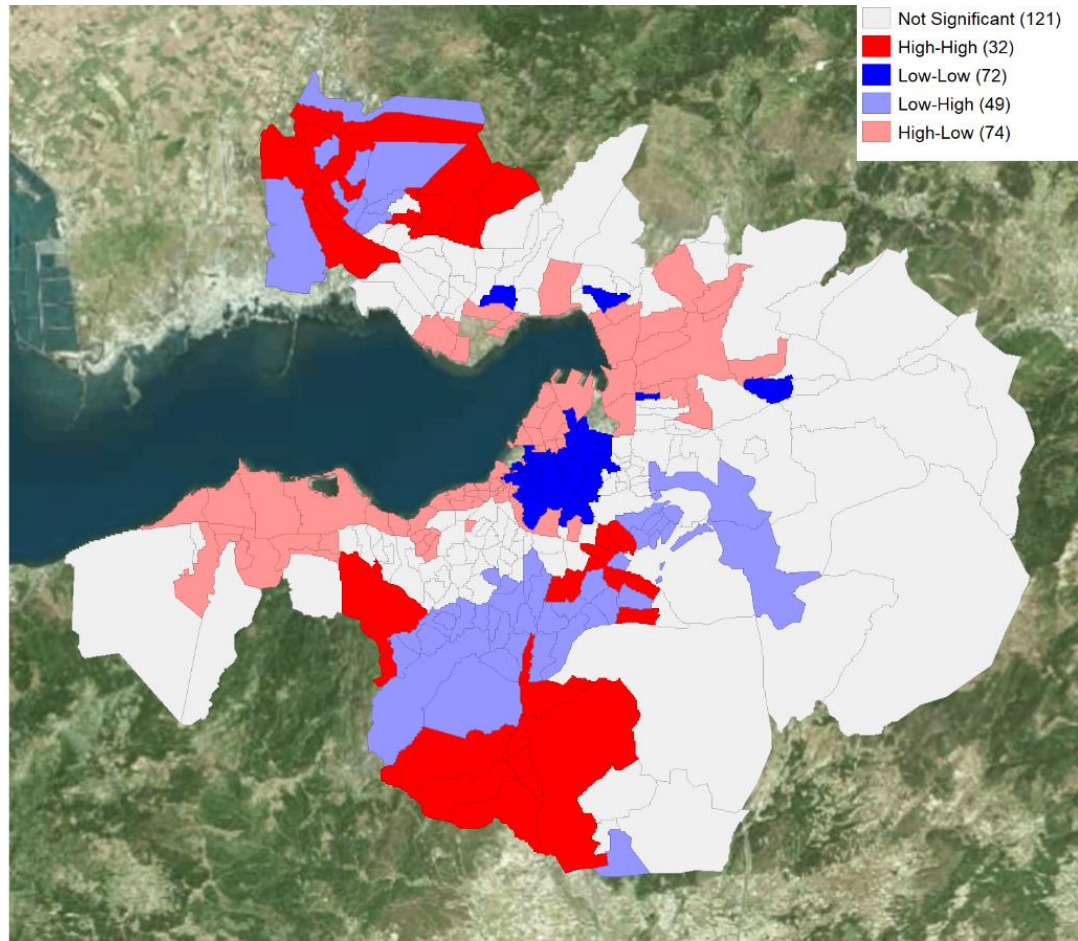 Not Significant (121)
High-High (32)
Low-Low (72)
Low-High (49)
High-Low (74)